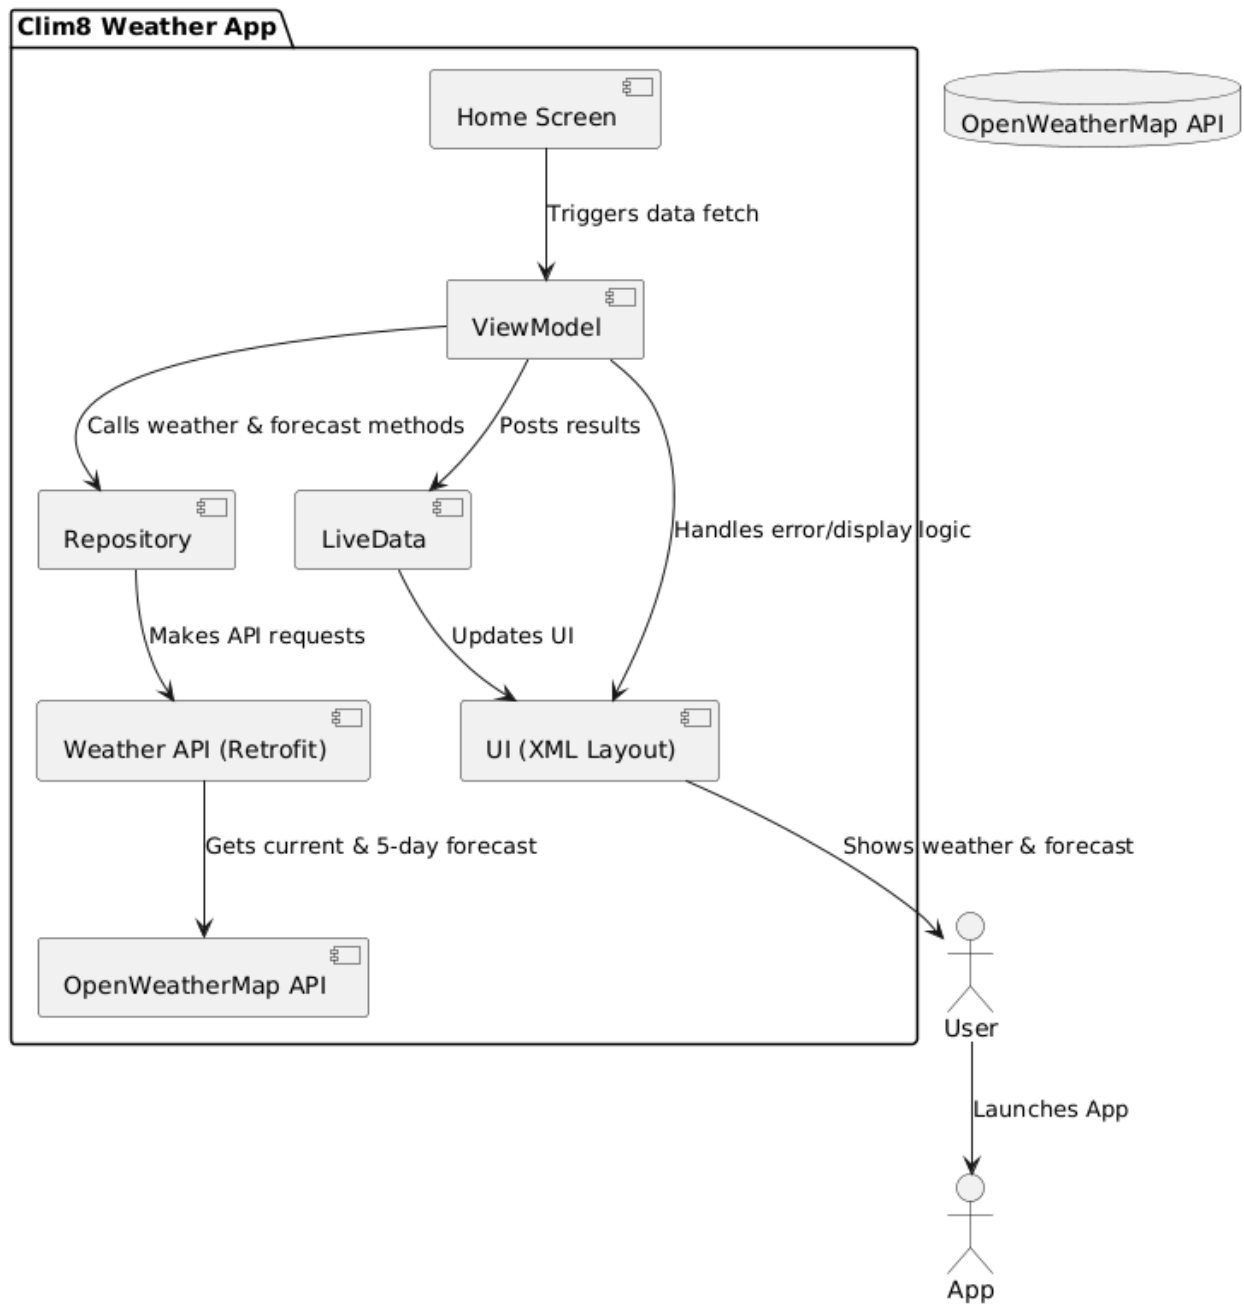 Clim8 Weather App
Home Screen
OpenWeatherMap API
Triggers data fetch
ViewModel
Calls weather & forecast methods
Posts results
Handles error/display logic
Repository
LiveData
Makes API requests
Updates UI
Weather API (Retrofit)
UI (XML Layout)
Gets current & 5-day forecast
Shows weather & forecast
OpenWeatherMap API
User
Launches App
App